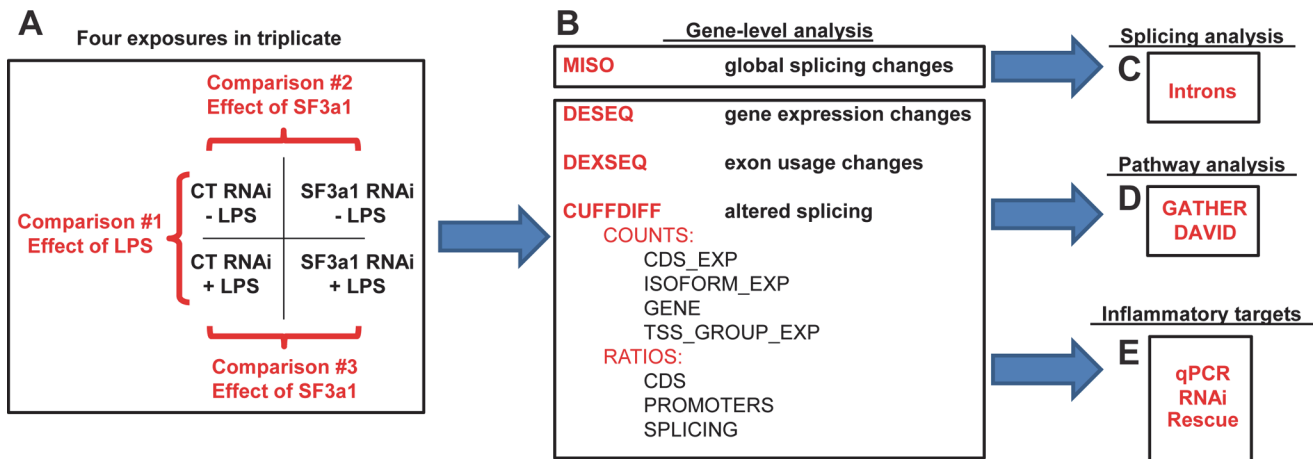 A
Four exposures in triplicate
Comparison #2
Effect of SF3a1
Comparison #1
Effect of LPS
CT RNAi
- LPS
SF3a1 RNAi
- LPS
CT RNAi
+ LPS
SF3a1 RNAi
+ LPS
Comparison #3
Effect of SF3a1
B
Gene-level analysis
MISO global splicing changes
DESEQ gene expression changes
DEXSEQ exon usage changes
CUFFDIFF altered splicing
COUNTS:
CDS_EXP
ISOFORM_EXP
GENE
TSS_GROUP_EXP
RATIOS:
CDS
PROMOTERS
SPLICING
Splicing analysis
C
Introns
Pathway analysis
D
GATHER
DAVID
Inflammatory targets
E
qPCR
RNAi
Rescue